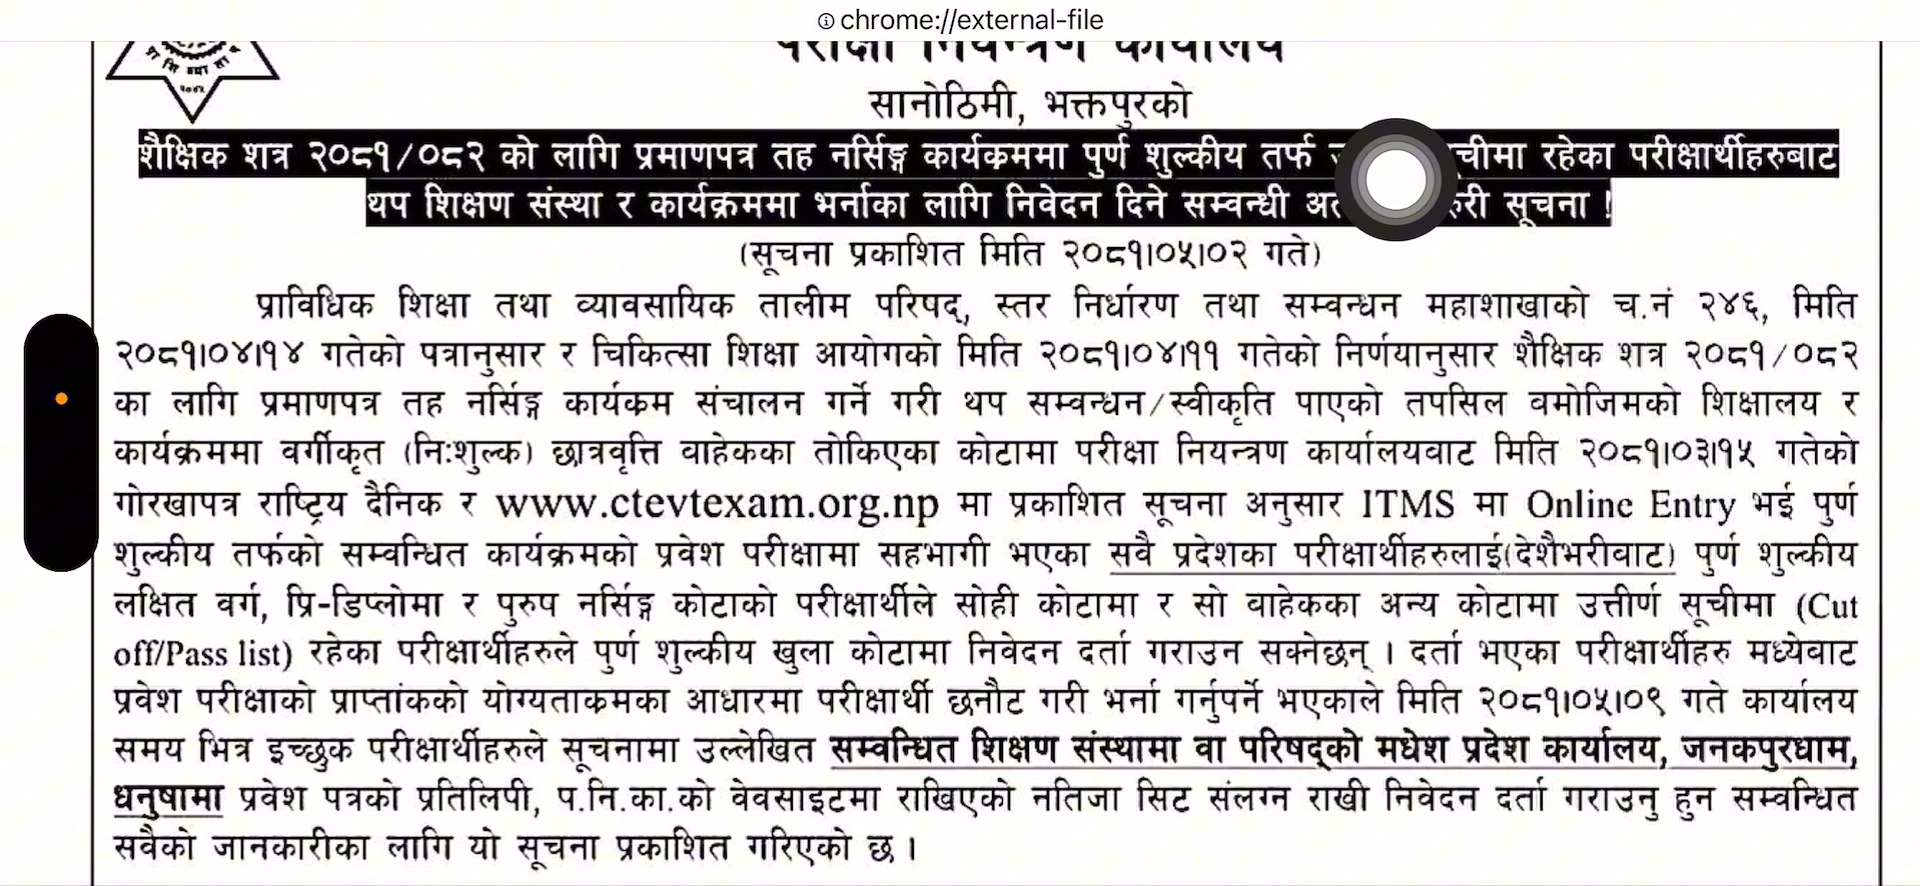 chrome://external-file
परीक्षा नियन्त्रण कार्यालय
सानोठिमी, भक्तपुरको
शैक्षिक शत्र २०८१/०८२ को लागि प्रमाणपत्र तह नर्सिङ्ग कार्यकममा पुर्ण शुल्कीय तर्फ रहेका परीक्षार्थीहरुबाट
थप शिक्षण संस्था र कार्यक्रममा भर्नाका लागि निवेदन दिने सम्वन्धी सूचना !
(सूचना प्रकाशित मिति २०८१।०५।०२ गते)
प्राविधिक शिक्षा तथा व्यावसायिक तालीम परिषद्, स्तर निर्धारण तथा सम्वन्धन महाशाखाको च.नं २४६, मिति
२०८१।०४।१४ गतेको पत्रानुसार र चिकित्सा शिक्षा आयोगको मिति २०८१।०४।११ गतेको निर्णयानुसार शैक्षिक शत्र २०८१/०८२
का लागि प्रमाणपत्र तह नर्सिङ्ग कार्यकम संचालन गर्ने गरी थप सम्वन्धन/स्वीकृति पाएको तपसिल वमोजिमको शिक्षालय र
कार्यक्रममा वर्गीकृत (नि:शुल्क) छात्रवृत्ति वाहेकका तोकिएका कोटामा परीक्षा नियन्त्रण कार्यालयवाट मिति २०८१।०३।१५ गतेको
गोरखापत्र राष्ट्रिय दैनिक र www.ctevtexam.org.np मा प्रकाशित सूचना अनुसार ITMS मा Online Entry भई पुर्ण
शुल्कीय तर्फको सम्वन्धित कार्यक्रमको प्रवेश परीक्षामा सहभागी भएका सवै प्रदेशका परीक्षार्थीहरुलाई(देशैभरीवाट) पुर्ण शुल्कीय
लक्षित वर्ग, प्रि-डिप्लोमा र पुरुष नर्सिङ्ग कोटाको परीक्षार्थीले सोही कोटामा र सो वाहेकका अन्य कोटामा उत्तीर्ण सूचीमा (Cut
off/Pass list) रहेका परीक्षार्थीहरुले पुर्ण शुल्कीय खुला कोटामा निवेदन दर्ता गराउन सक्नेछन् । दर्ता भएका परीक्षार्थीहरु मध्येवाट
प्रवेश परीक्षाको प्राप्तांकको योग्यताकमका आधारमा परीक्षार्थी छनौट गरी भर्ना गर्नुपर्ने भएकाले मिति २०८१।०५।०९ गते कार्यालय
समय भित्र इच्छुक परीक्षार्थीहरुले सूचनामा उल्लेखित सम्वन्धित शिक्षण संस्थामा वा परिषद्को मधेश प्रदेश कार्यालय, जनकपुरधाम,
धनुषामा प्रवेश पत्रको प्रतिलिपी, प.नि.का.को वेवसाइटमा राखिएको नतिजा सिट संलग्न राखी निवेदन दर्ता गराउनु हुन सम्वन्धित
सवैको जानकारीका लागि यो सूचना प्रकाशित गरिएको छ ।